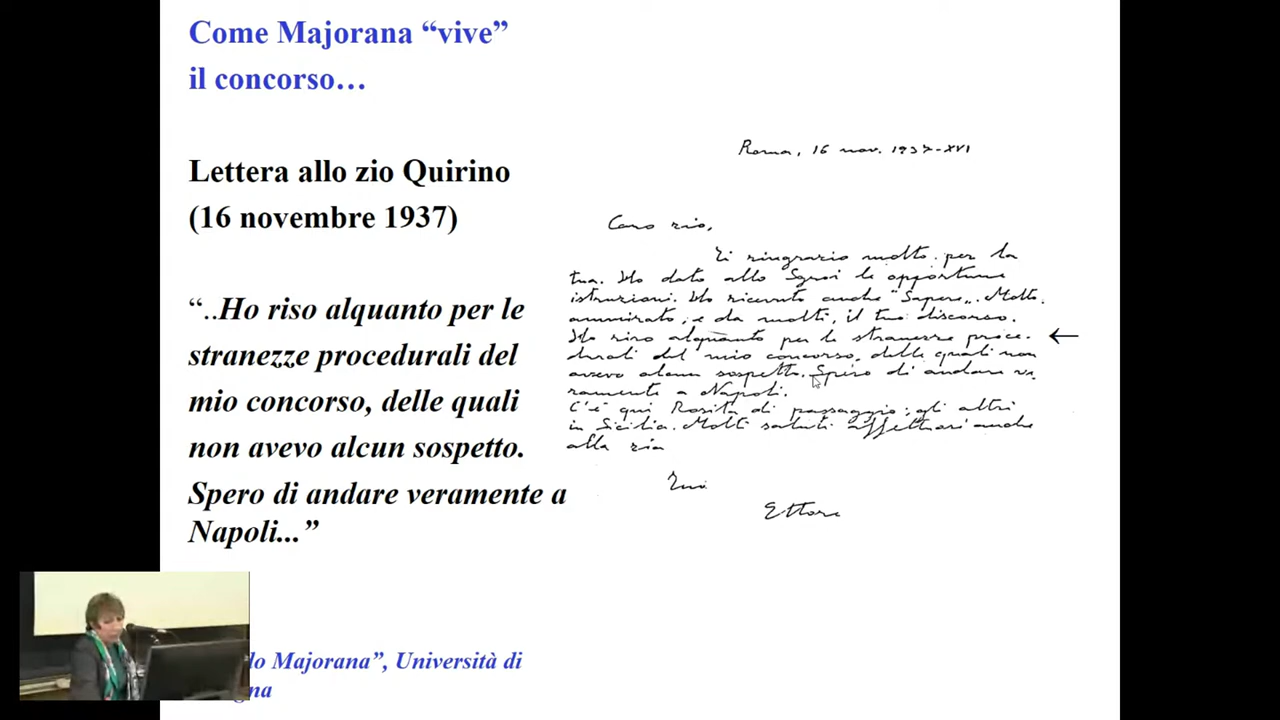 Come Majorana “vive”
il concorso…
Lettera allo zio Quirino
(16 novembre 1937)
“..Ho riso alquanto per le
stranezze procedurali del
mio concorso, delle quali
non avevo alcun sospetto.
Spero di andare veramente a
Napoli...”
Roma, 16 nov. 1937-XVI
Caro zio,
Ti ringrazio molto per la
tua. Ho dato allo Sgroi le opportune
istruzioni. Ho ricevuto anche "Sapere". Molto
ammirato, e da molti, il tuo discorso.
Ho riso alquanto per le stranezze proce-
durali del mio concorso, delle quali non
avevo alcun sospetto. Spero di andare ve-
ramente a Napoli.
C'è qui Rosita di passaggio; gli altri
in Sicilia. Molti saluti affettuosi anche
alla zia
Tuo
Ettore
do Majorana”, Università di
gna